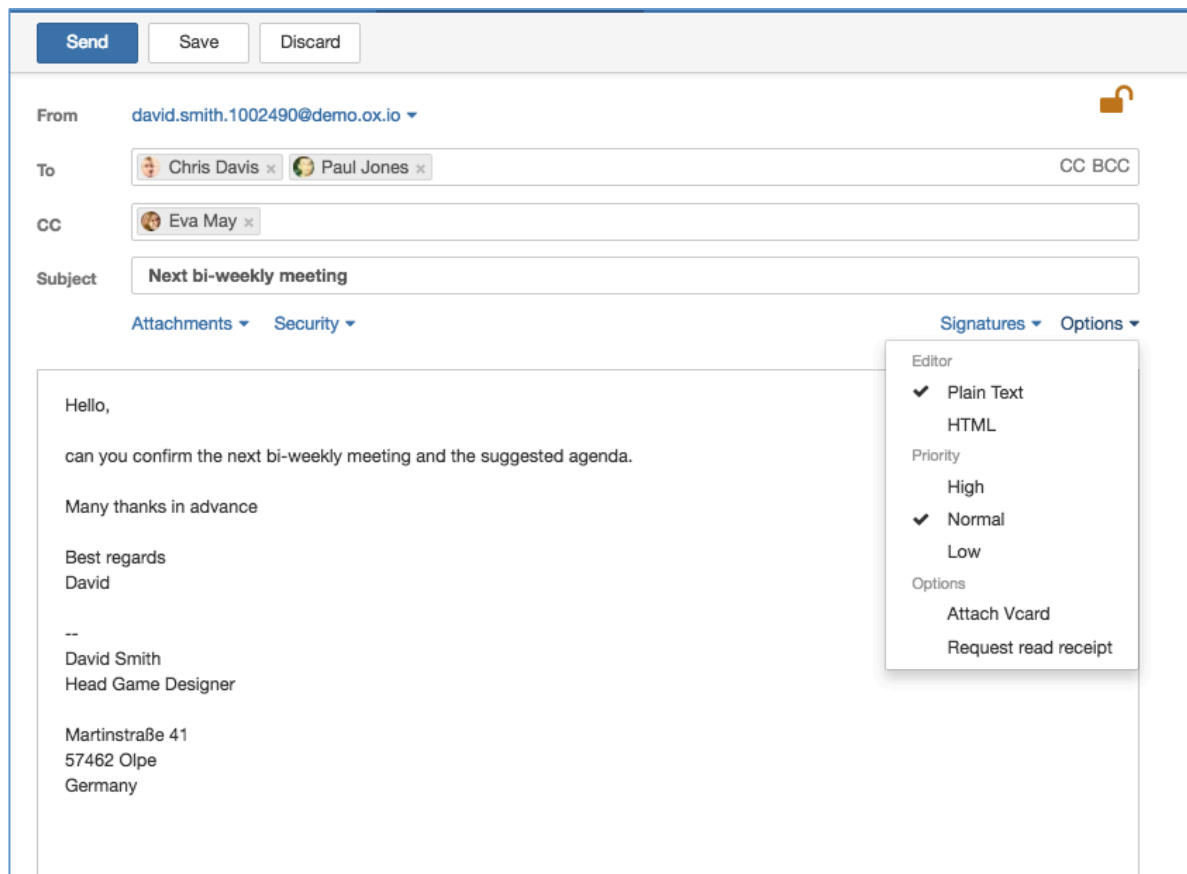 Send Save Discard
From david.smith.1002490@demo.ox.io
To Chris Davis × Paul Jones × CC BCC
CC Eva May ×
Subject Next bi-weekly meeting
Attachments Security Signatures Options
Editor
Plain Text
HTML
Priority
High
Normal
Low
Options
Attach Vcard
Request read receipt
Hello,
can you confirm the next bi-weekly meeting and the suggested agenda.
Many thanks in advance
Best regards
David
--
David Smith
Head Game Designer
Martinstraße 41
57462 Olpe
Germany